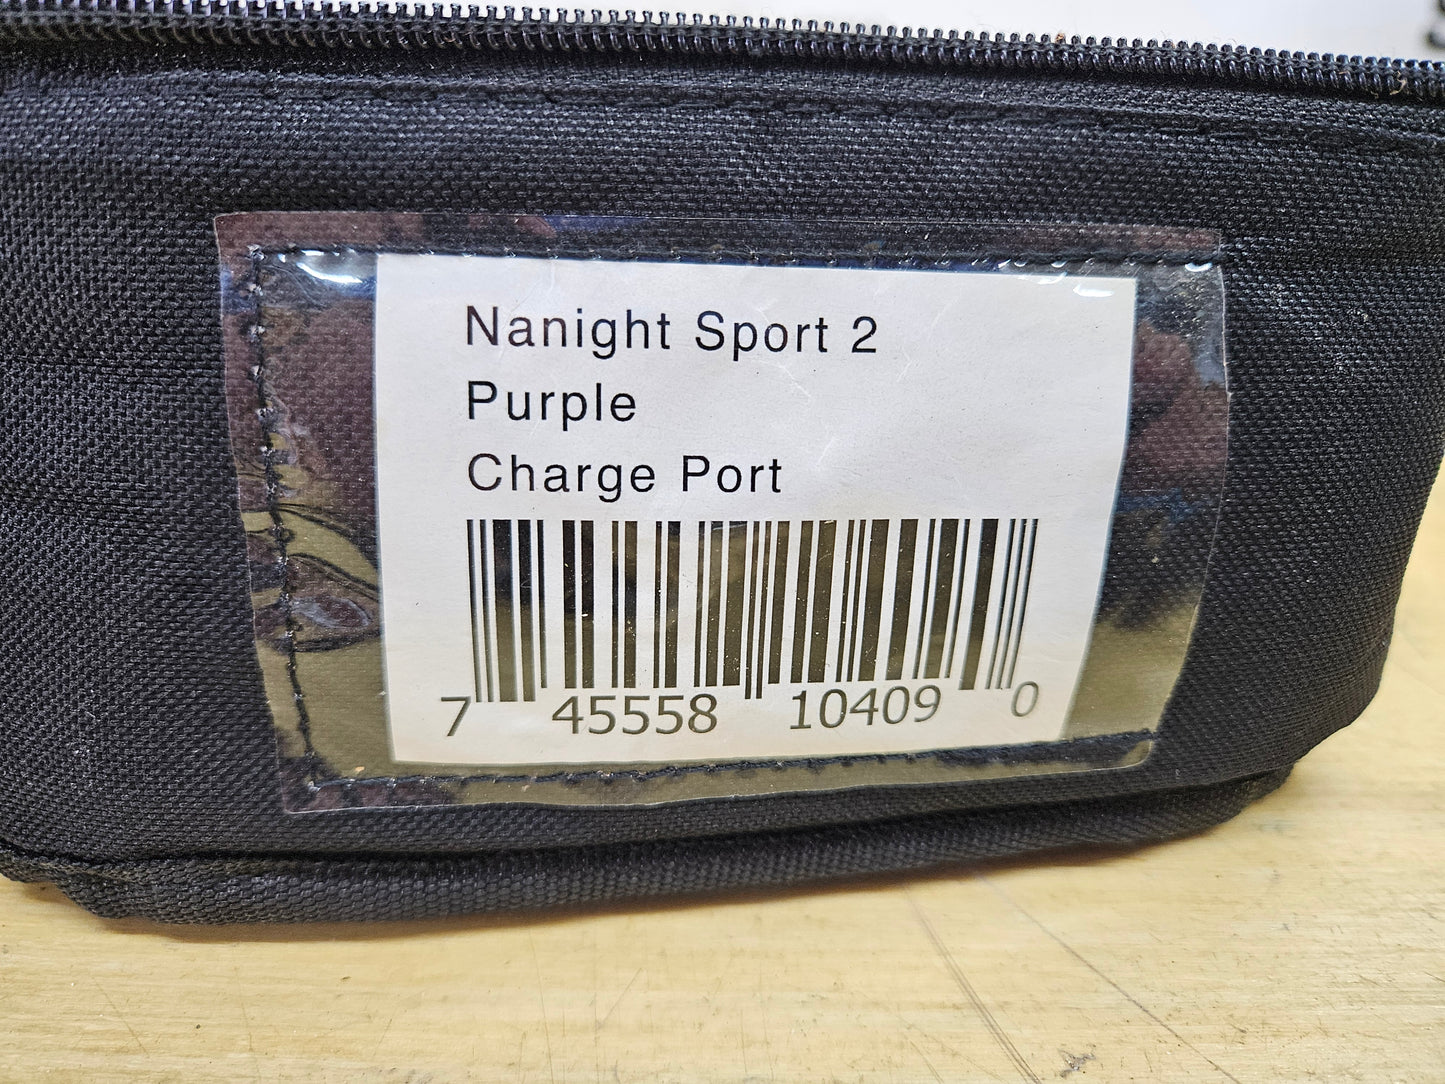 Nanight Sport 2
Purple
Charge Port
7 45558 10409 0